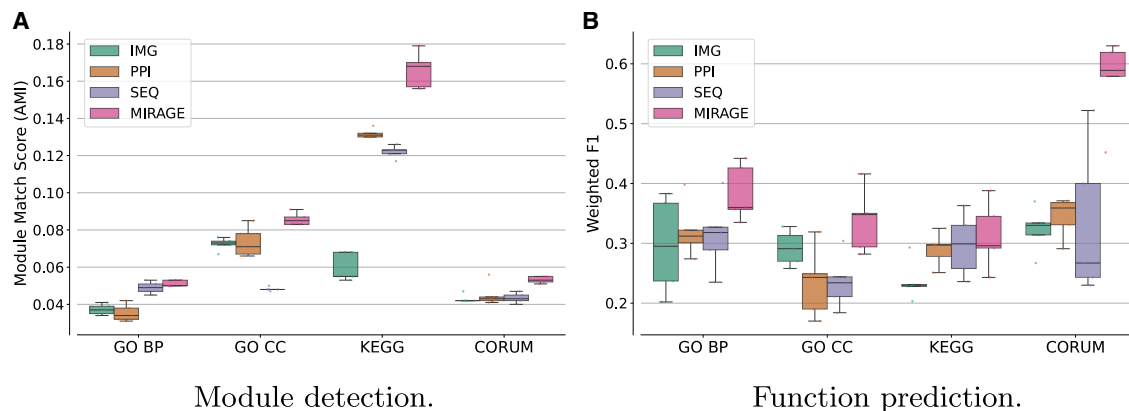 A
Module Match Score (AMI)
0.18
0.16
0.14
0.12
0.10
0.08
0.06
0.04
IMG
PPI
SEQ
MIRAGE
GO BP GO CC KEGG CORUM
Module detection.
B
Weighted F1
0.6
0.5
0.4
0.3
0.2
IMG
PPI
SEQ
MIRAGE
GO BP GO CC KEGG CORUM
Function prediction.